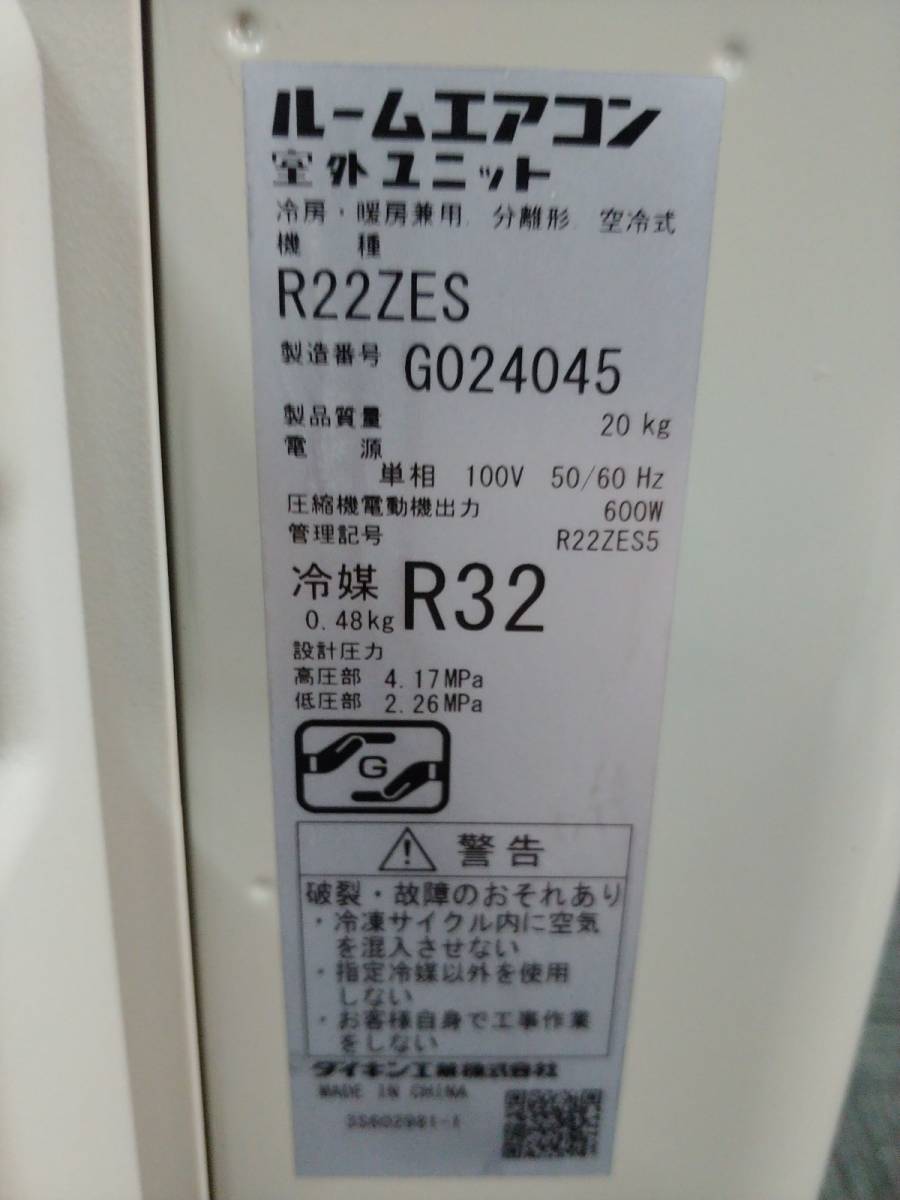 ルームエアコン
室外ユニット
冷房・暖房兼用 分離形 空冷式
機 種
R22ZES
製造番号 G024045
製品質量 20 kg
電 源
単相 100V 50/60 Hz
圧縮機電動機出力 600W
管理記号 R22ZES5
冷媒 R32
0.48kg
設計圧力
高圧部 4.17MPa
低圧部 2.26MPa
G
警告
破裂・故障のおそれあり
・冷凍サイクル内に空気
を混入させない
・指定冷媒以外を使用
しない
・お客様自身で工事作業
をしない
ダイキン工業株式会社
MADE IN CHINA
3S602981-1